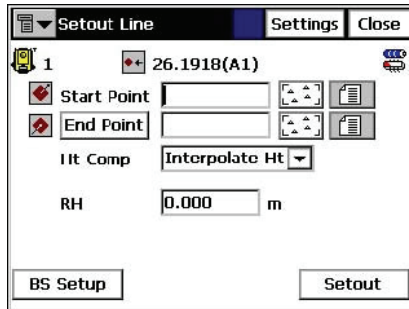 Setout Line Settings Close
1 26.1918(A1)
Start Point
End Point
Ht Comp Interpolate Ht
RH 0.000 m
BS Setup Setout